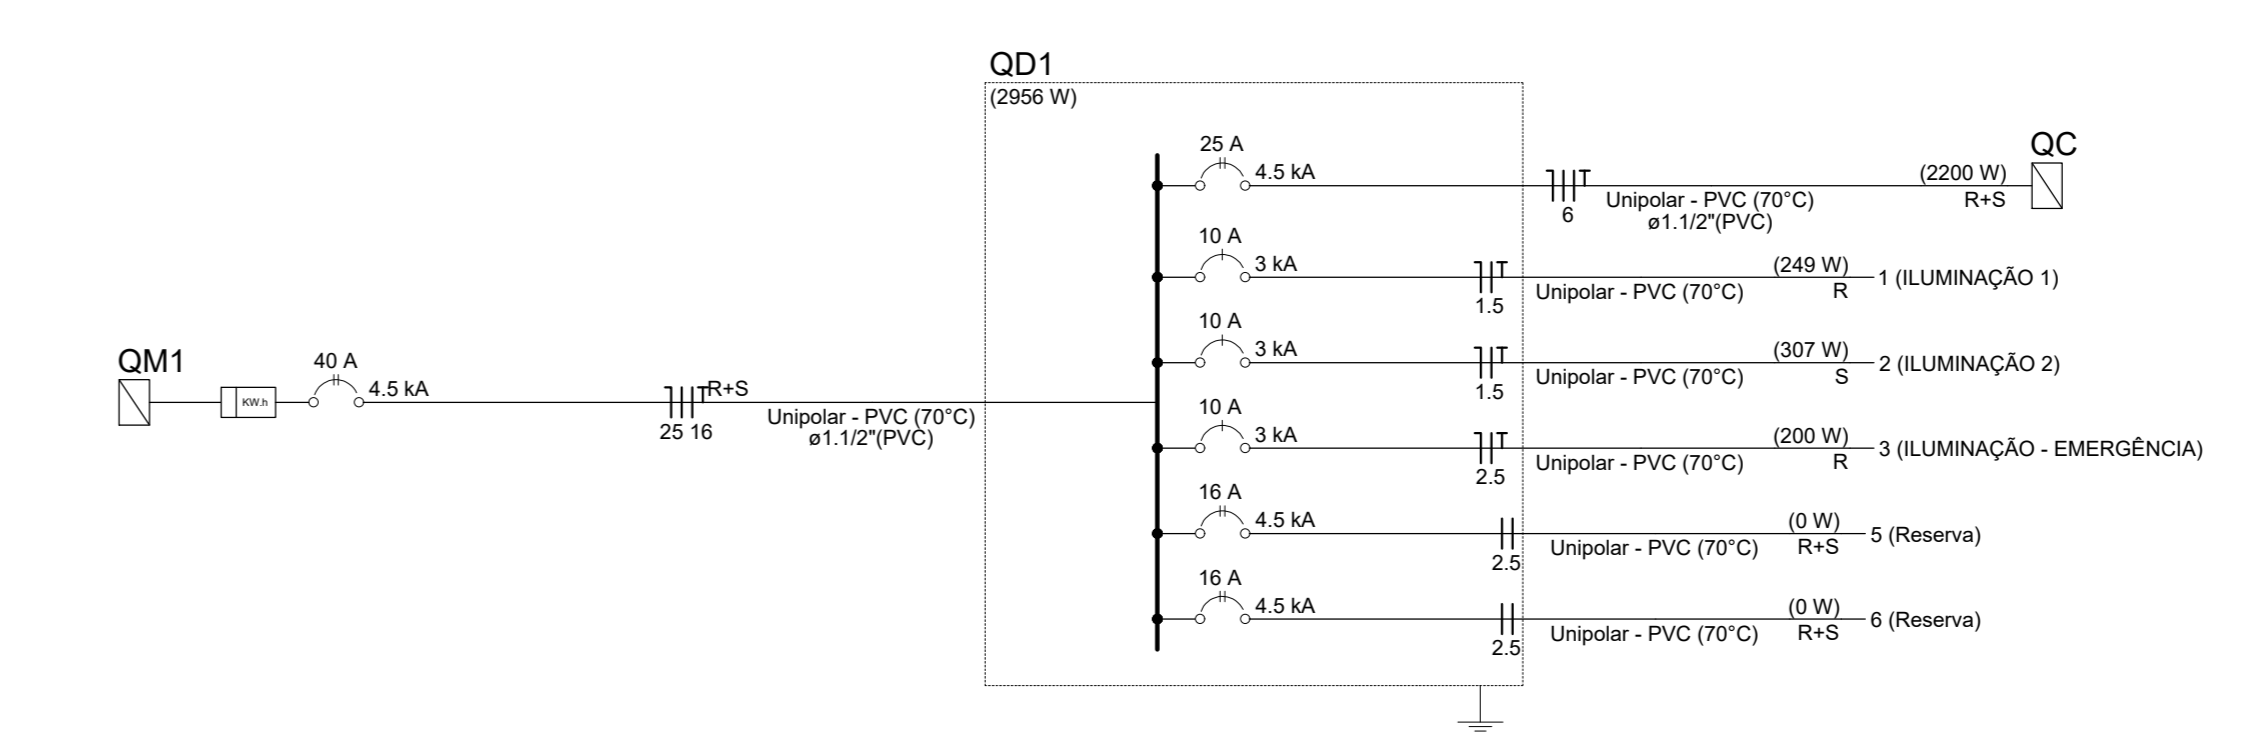 QD1
(2956 W)
QM1
KW.h
40 A
4.5 kA
25 16
R+S
Unipolar - PVC (70°C)
ø1.1/2"(PVC)
25 A
4.5 kA
6
Unipolar - PVC (70°C)
ø1.1/2"(PVC)
(2200 W)
R+S
QC
10 A
3 kA
1.5
Unipolar - PVC (70°C)
(249 W)
R
1 (ILUMINAÇÃO 1)
10 A
3 kA
1.5
Unipolar - PVC (70°C)
(307 W)
S
2 (ILUMINAÇÃO 2)
10 A
3 kA
2.5
Unipolar - PVC (70°C)
(200 W)
R
3 (ILUMINAÇÃO - EMERGÊNCIA)
16 A
4.5 kA
2.5
Unipolar - PVC (70°C)
(0 W)
R+S
5 (Reserva)
16 A
4.5 kA
2.5
Unipolar - PVC (70°C)
(0 W)
R+S
6 (Reserva)